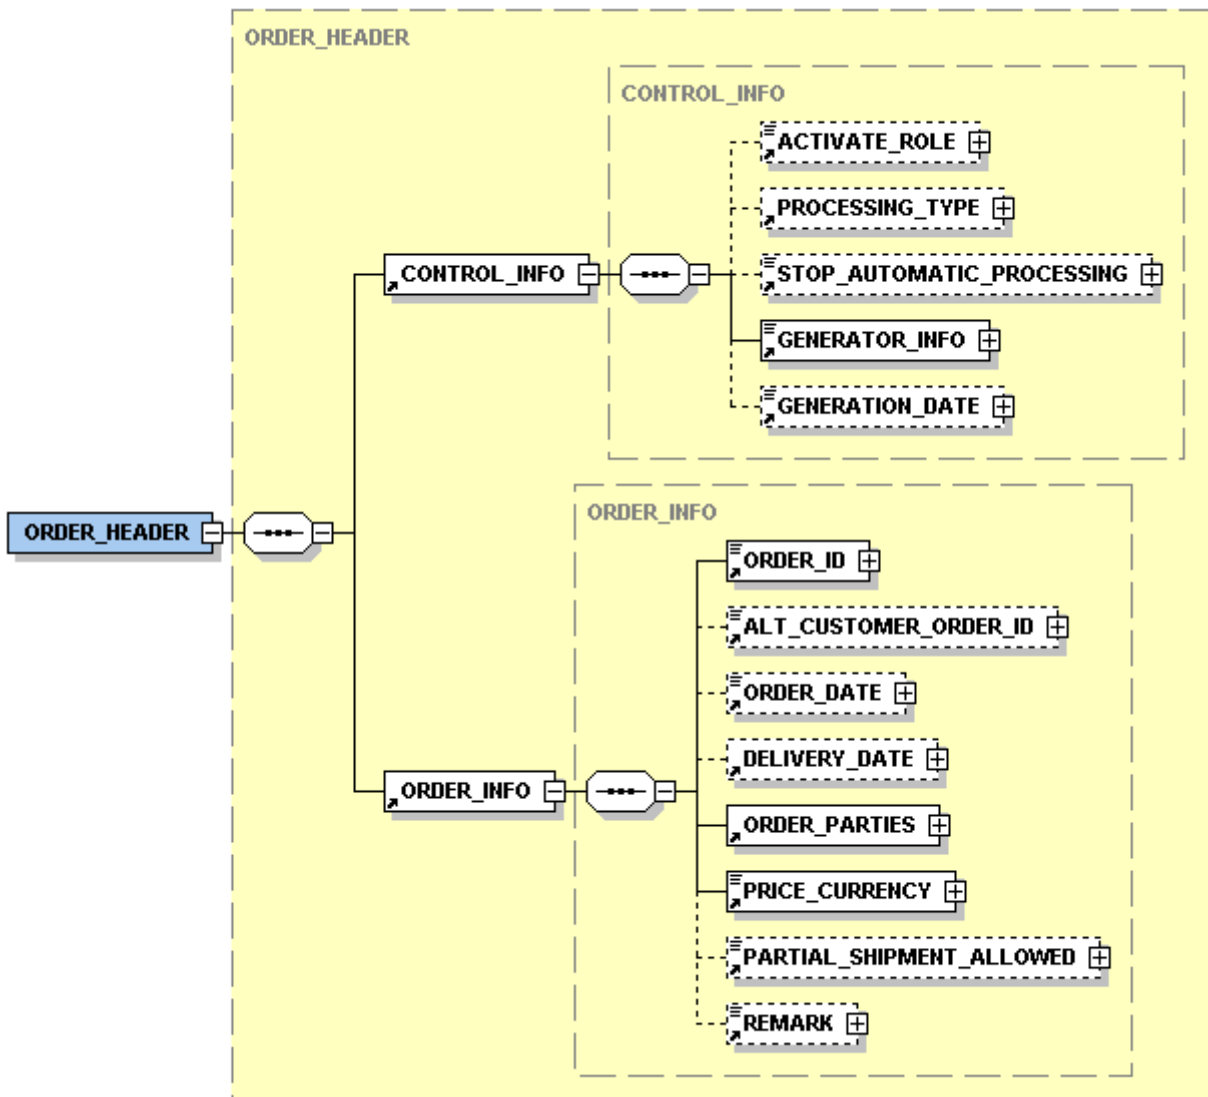 ORDER_HEADER
CONTROL_INFO
ACTIVATE_ROLE
PROCESSING_TYPE
CONTROL_INFO
STOP_AUTOMATIC_PROCESSING
GENERATOR_INFO
GENERATION_DATE
ORDER_HEADER
ORDER_INFO
ORDER_ID
ALT_CUSTOMER_ORDER_ID
ORDER_DATE
DELIVERY_DATE
ORDER_INFO
ORDER_PARTIES
PRICE_CURRENCY
PARTIAL_SHIPMENT_ALLOWED
REMARK